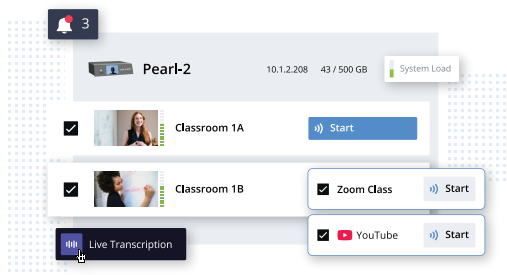 3
Pearl-2 10.1.2.208 43 / 500 GB System Load
Classroom 1A Start
Classroom 1B
Zoom Class Start
YouTube Start
Live Transcription